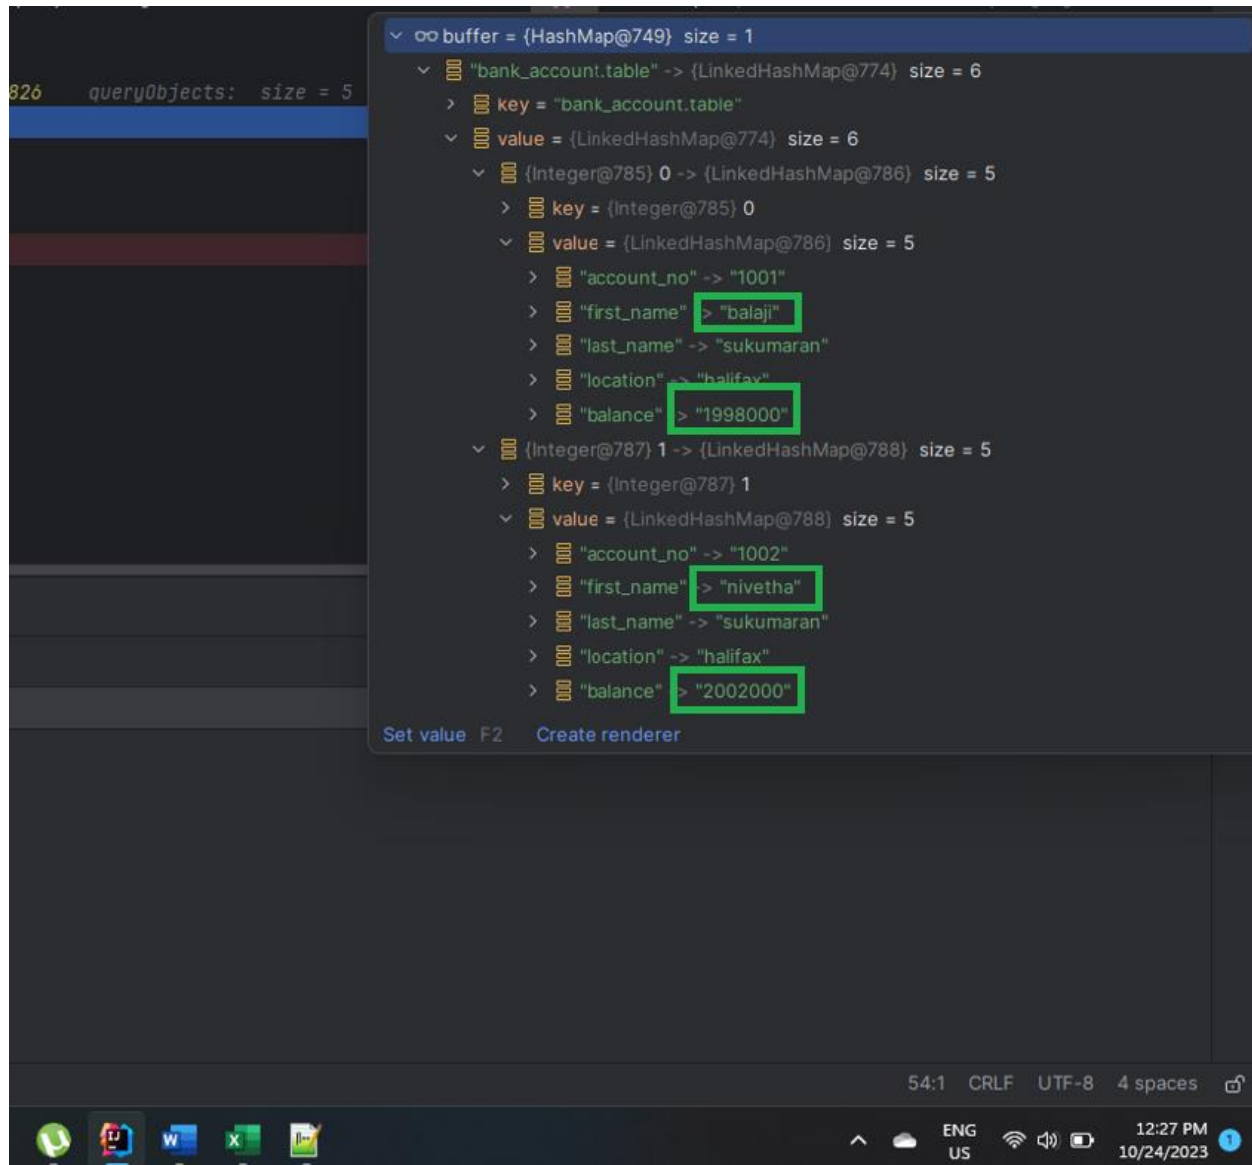 buffer = {HashMap@749} size = 1
"bank_account.table" -> {LinkedHashMap@774} size = 6
826 queryObjects: size = 5
key = "bank_account.table"
value = {LinkedHashMap@774} size = 6
{Integer@785} 0 -> {LinkedHashMap@786} size = 5
key = {Integer@785} 0
value = {LinkedHashMap@786} size = 5
"account_no" -> "1001"
"first_name" > "balaji"
"last_name" -> "sukumaran"
"location" -> "halifax"
"balance" > "1998000"
{Integer@787} 1 -> {LinkedHashMap@788} size = 5
key = {Integer@787} 1
value = {LinkedHashMap@788} size = 5
"account_no" -> "1002"
"first_name" -> "nivetha"
"last_name" -> "sukumaran"
"location" -> "halifax"
"balance" > "2002000"
Set value F2 Create renderer
54:1 CRLF UTF-8 4 spaces
ENG 12:27 PM
US 10/24/2023 1